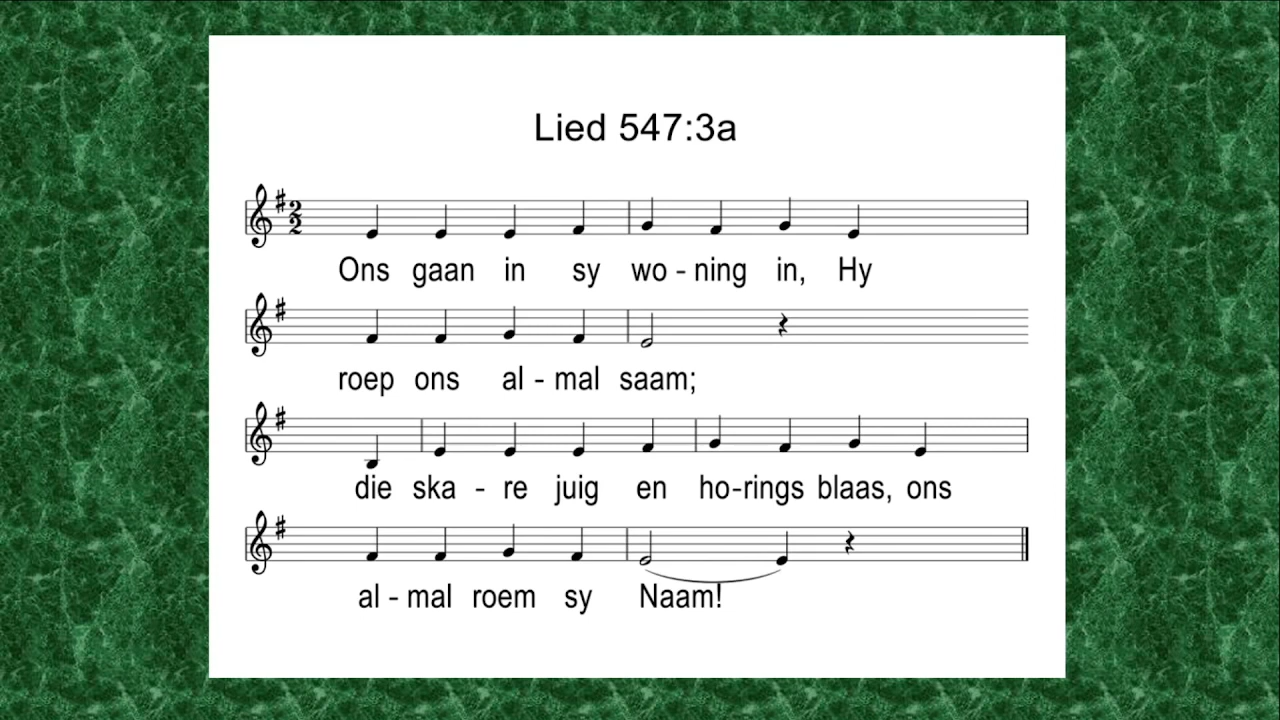 Lied 547:3a
Ons gaan in sy wo - ning in, Hy
roep ons al - mal saam;
die ska - re juig en ho-rings blaas, ons
al - mal roem sy Naam!